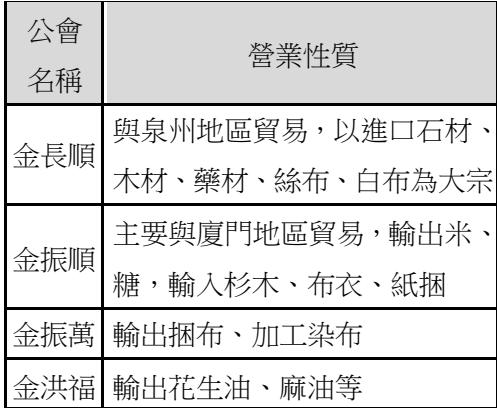 公會
名稱
營業性質
金長順
與泉州地區貿易，以進口石材、
木材、藥材、絲布、白布為大宗
金振順
主要與廈門地區貿易，輸出米、
糖，輸入杉木、布衣、紙捆
金振萬
輸出捆布、加工染布
金洪福
輸出花生油、麻油等